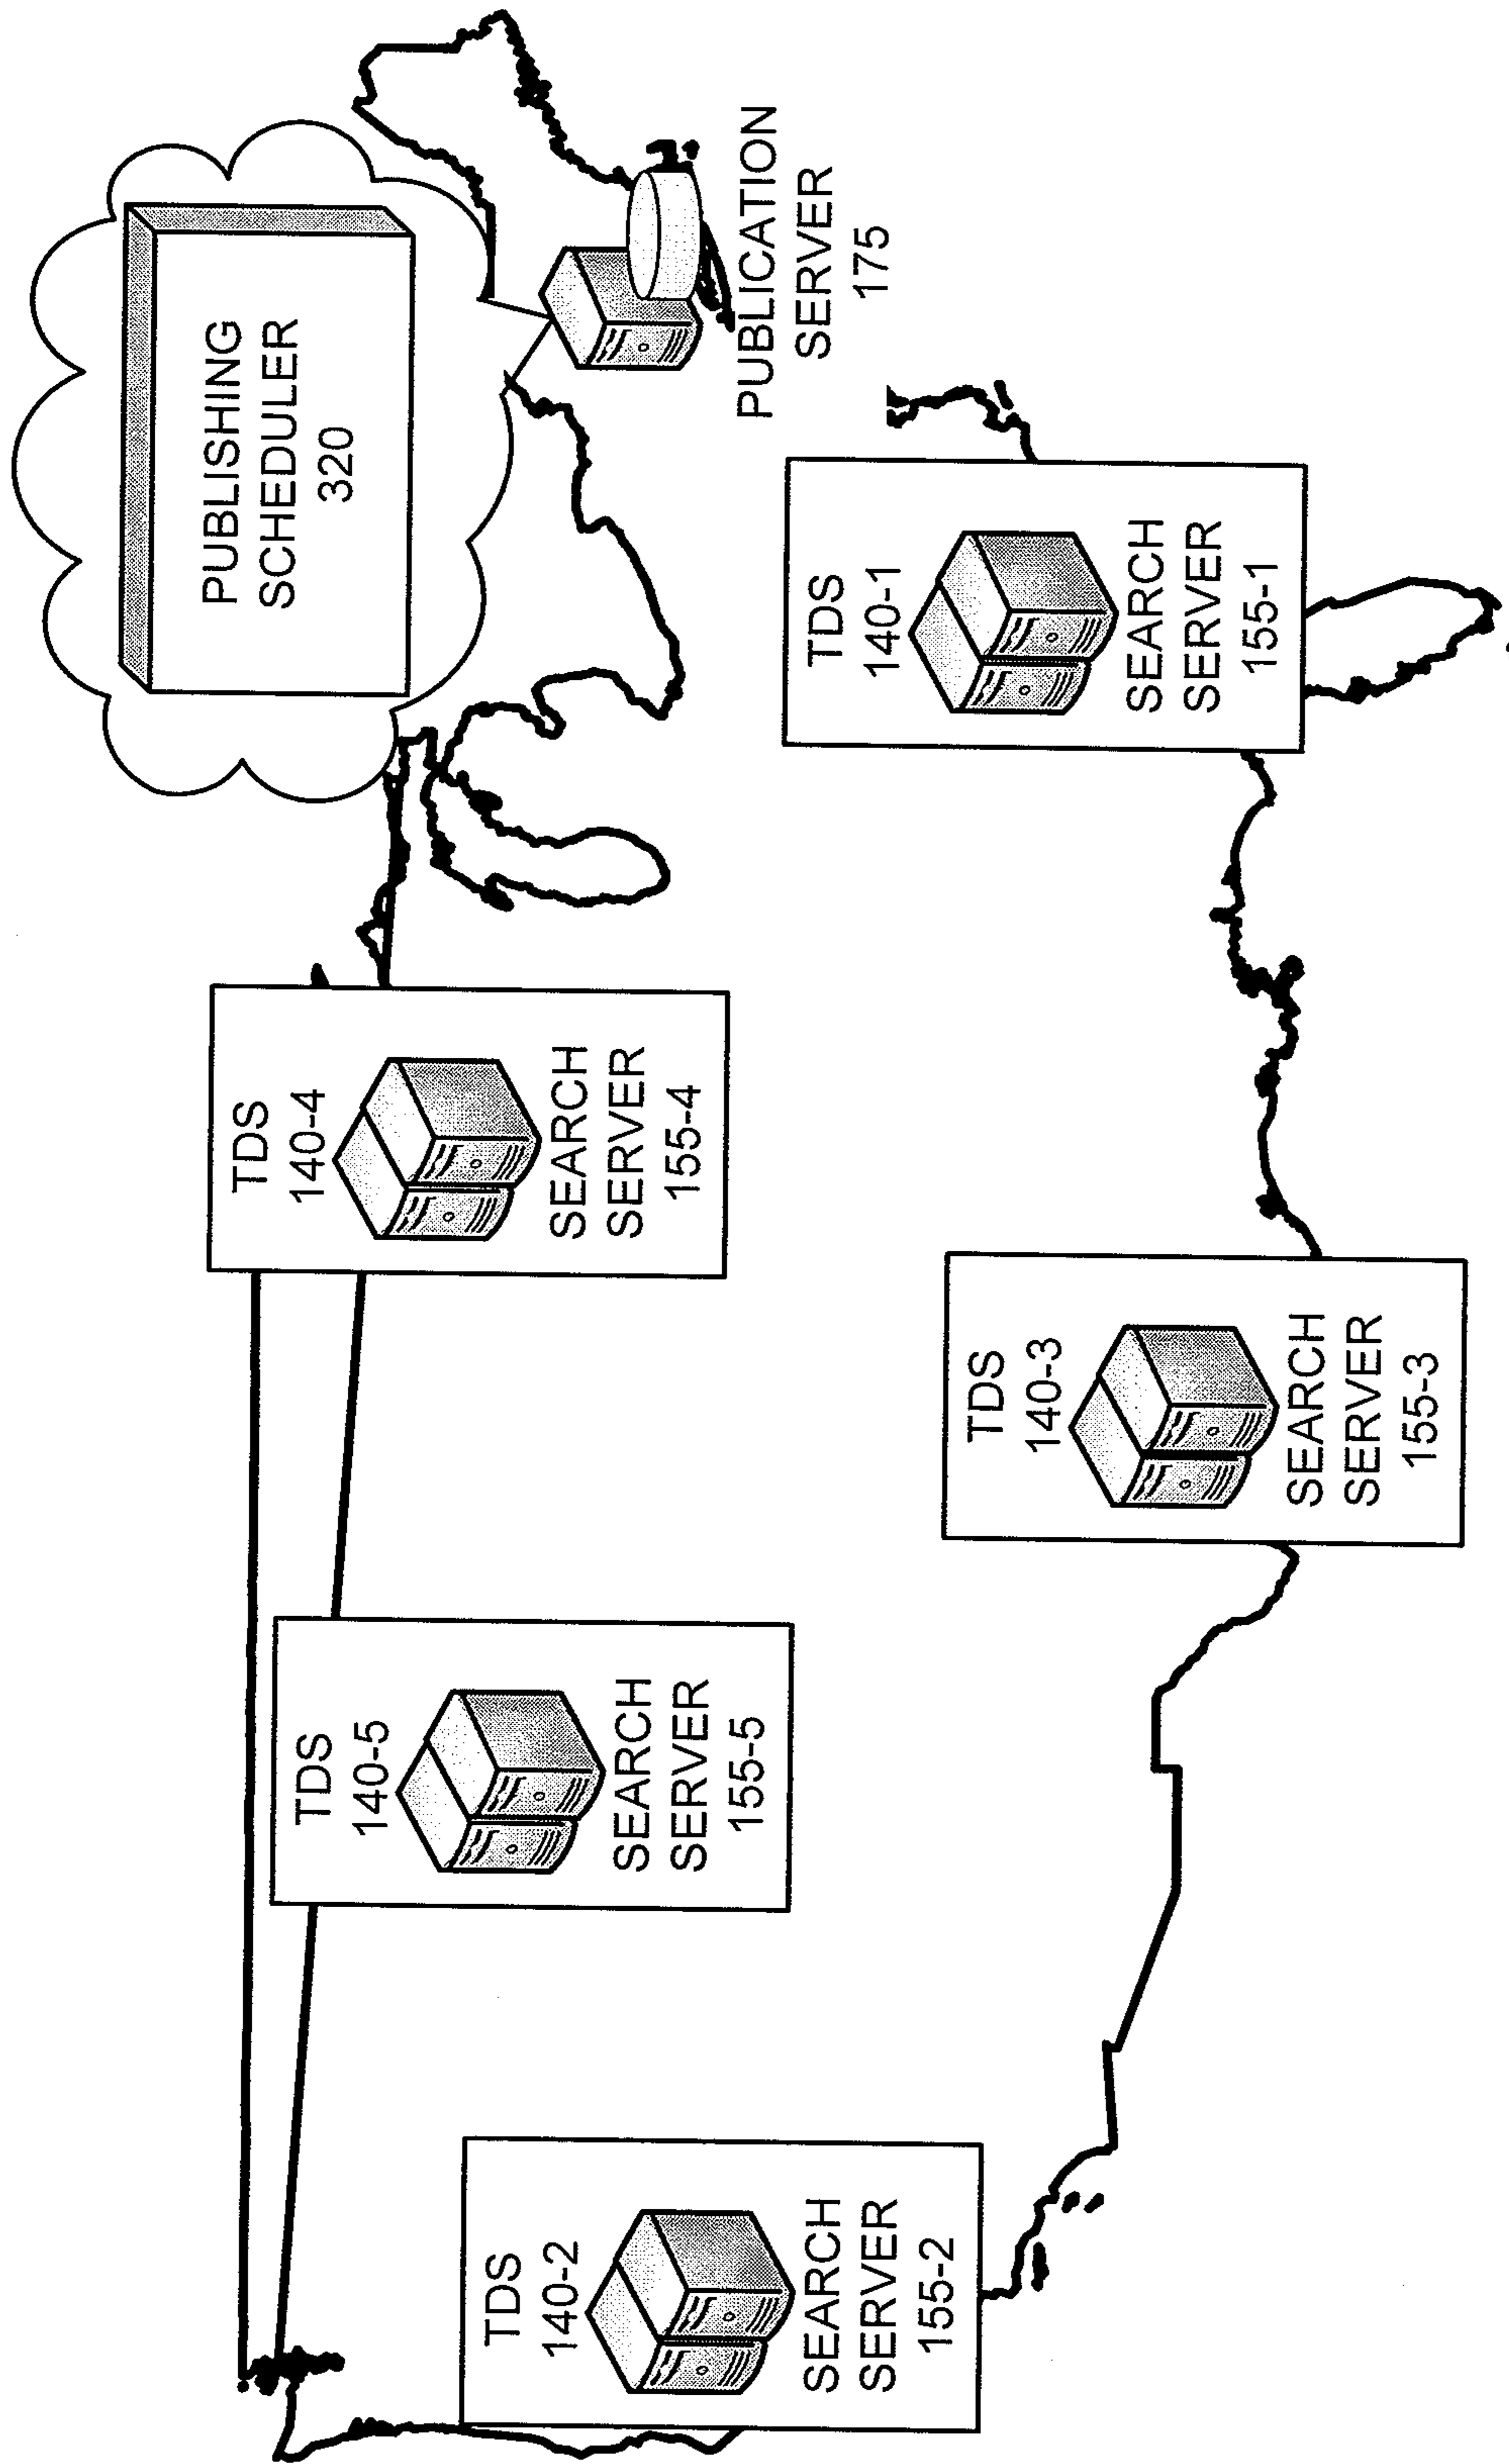 PUBLISHING
SCHEDULER
320
PUBLICATION
SERVER
175
TDS
140-4
SEARCH
SERVER
155-4
TDS
140-5
SEARCH
SERVER
155-5
TDS
140-2
SEARCH
SERVER
155-2
TDS
140-1
SEARCH
SERVER
155-1
TDS
140-3
SEARCH
SERVER
155-3